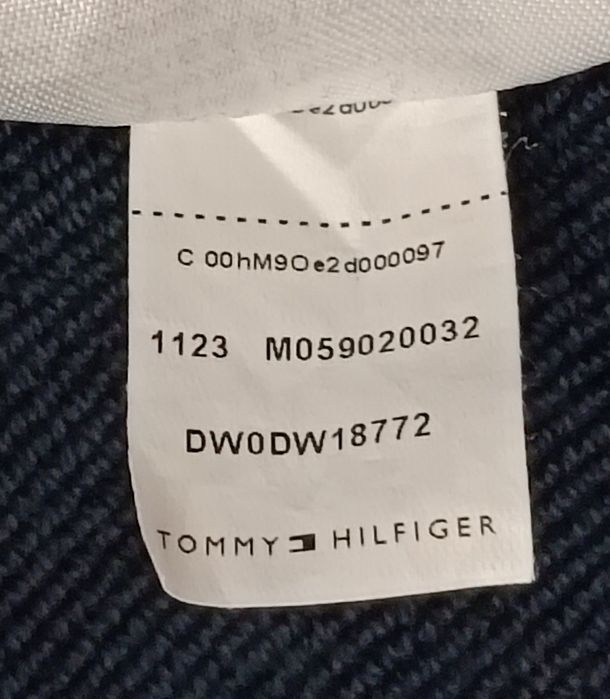 C 00hM9Oe2d000097
1123 M059020032
DW0DW18772
TOMMY HILFIGER